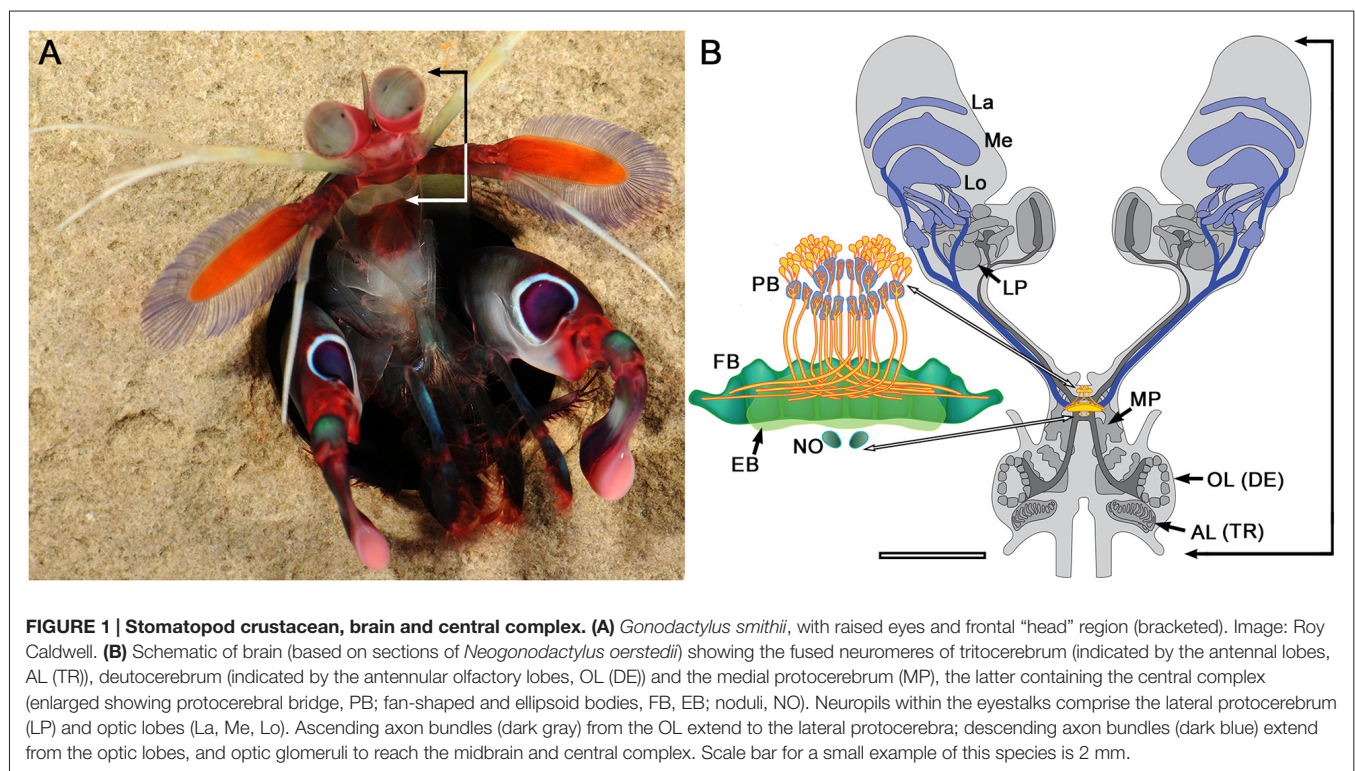 A
B
La
Me
Lo
PB
LP
FB
MP
EB
NO
OL (DE)
AL (TR)
FIGURE 1 | Stomatopod crustacean, brain and central complex. (A) Gonodactylus smithii, with raised eyes and frontal “head” region (bracketed). Image: Roy
Caldwell. (B) Schematic of brain (based on sections of Neogonodactylus oerstedii) showing the fused neuromeres of tritocerebrum (indicated by the antennal lobes,
AL (TR)), deutocerebrum (indicated by the antennular olfactory lobes, OL (DE)) and the medial protocerebrum (MP), the latter containing the central complex
(enlarged showing protocerebral bridge, PB; fan-shaped and ellipsoid bodies, FB, EB; noduli, NO). Neuropils within the eyestalks comprise the lateral protocerebrum
(LP) and optic lobes (La, Me, Lo). Ascending axon bundles (dark gray) from the OL extend to the lateral protocerebra; descending axon bundles (dark blue) extend
from the optic lobes, and optic glomeruli to reach the midbrain and central complex. Scale bar for a small example of this species is 2 mm.